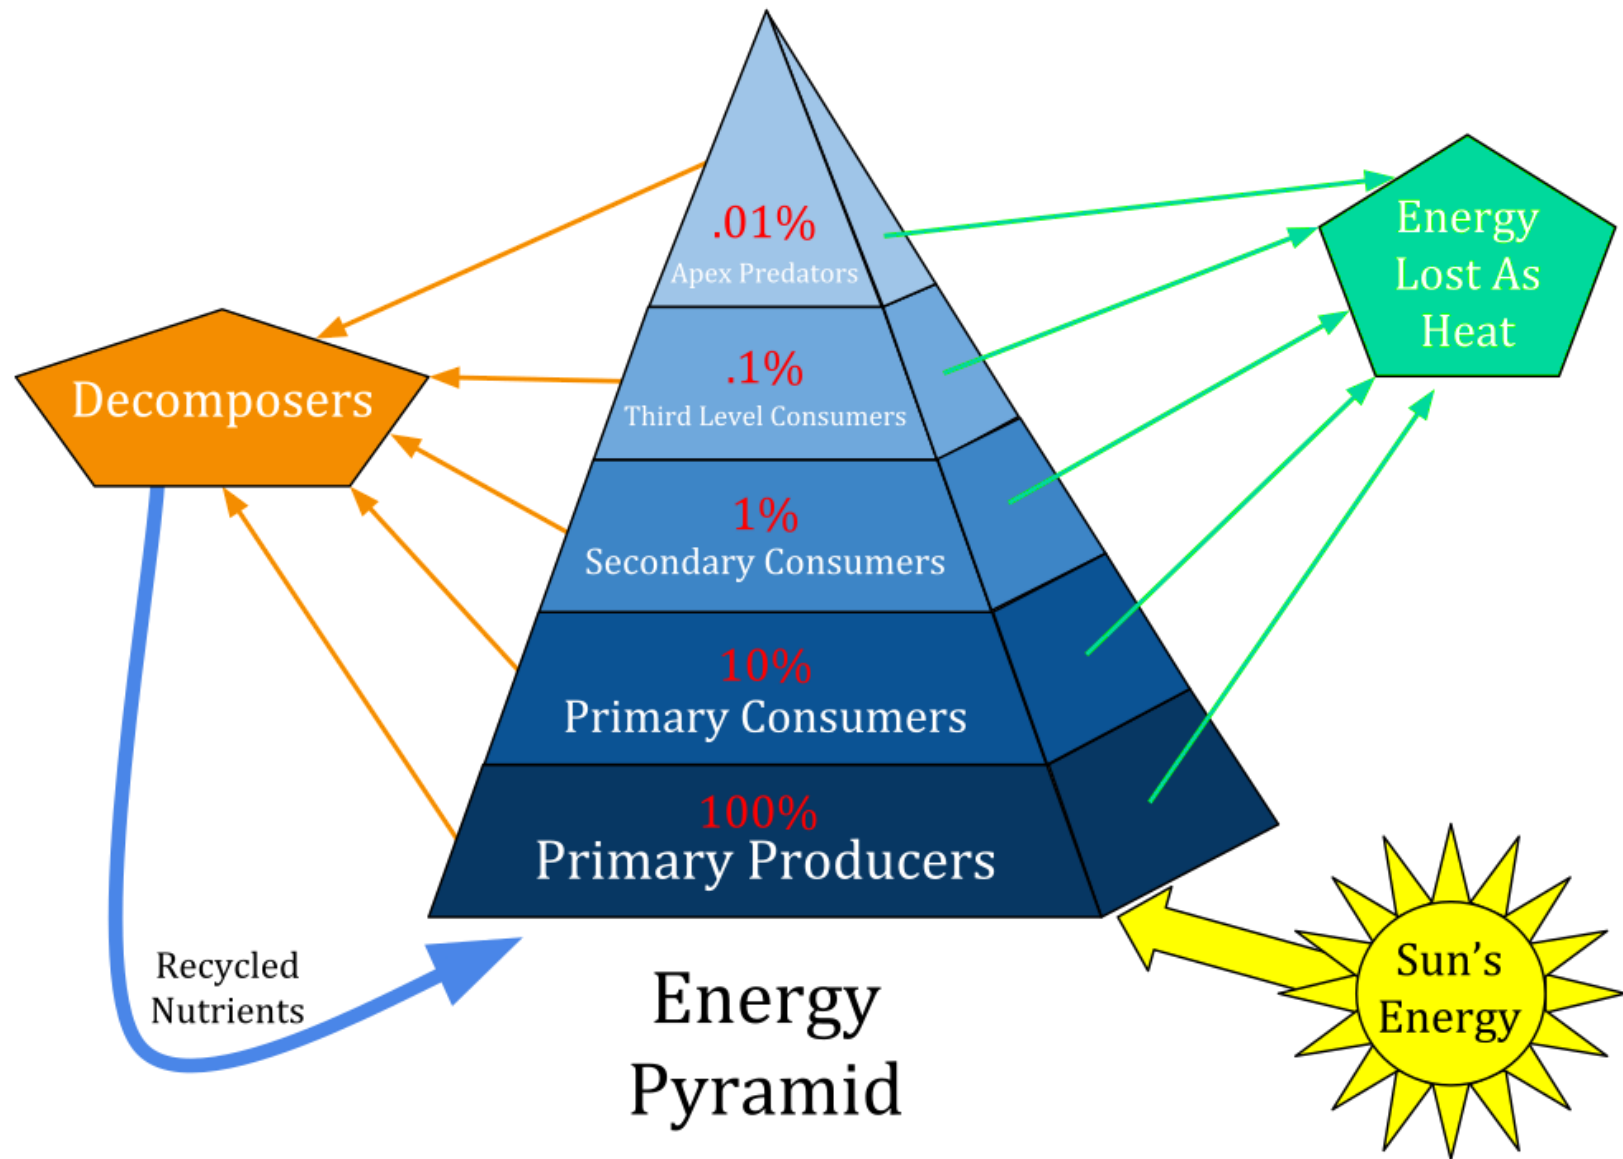 .01%
Apex Predators
.1%
Third Level Consumers
1%
Secondary Consumers
10%
Primary Consumers
100%
Primary Producers
Decomposers
Energy
Lost As
Heat
Recycled
Nutrients
Sun's
Energy
Energy
Pyramid